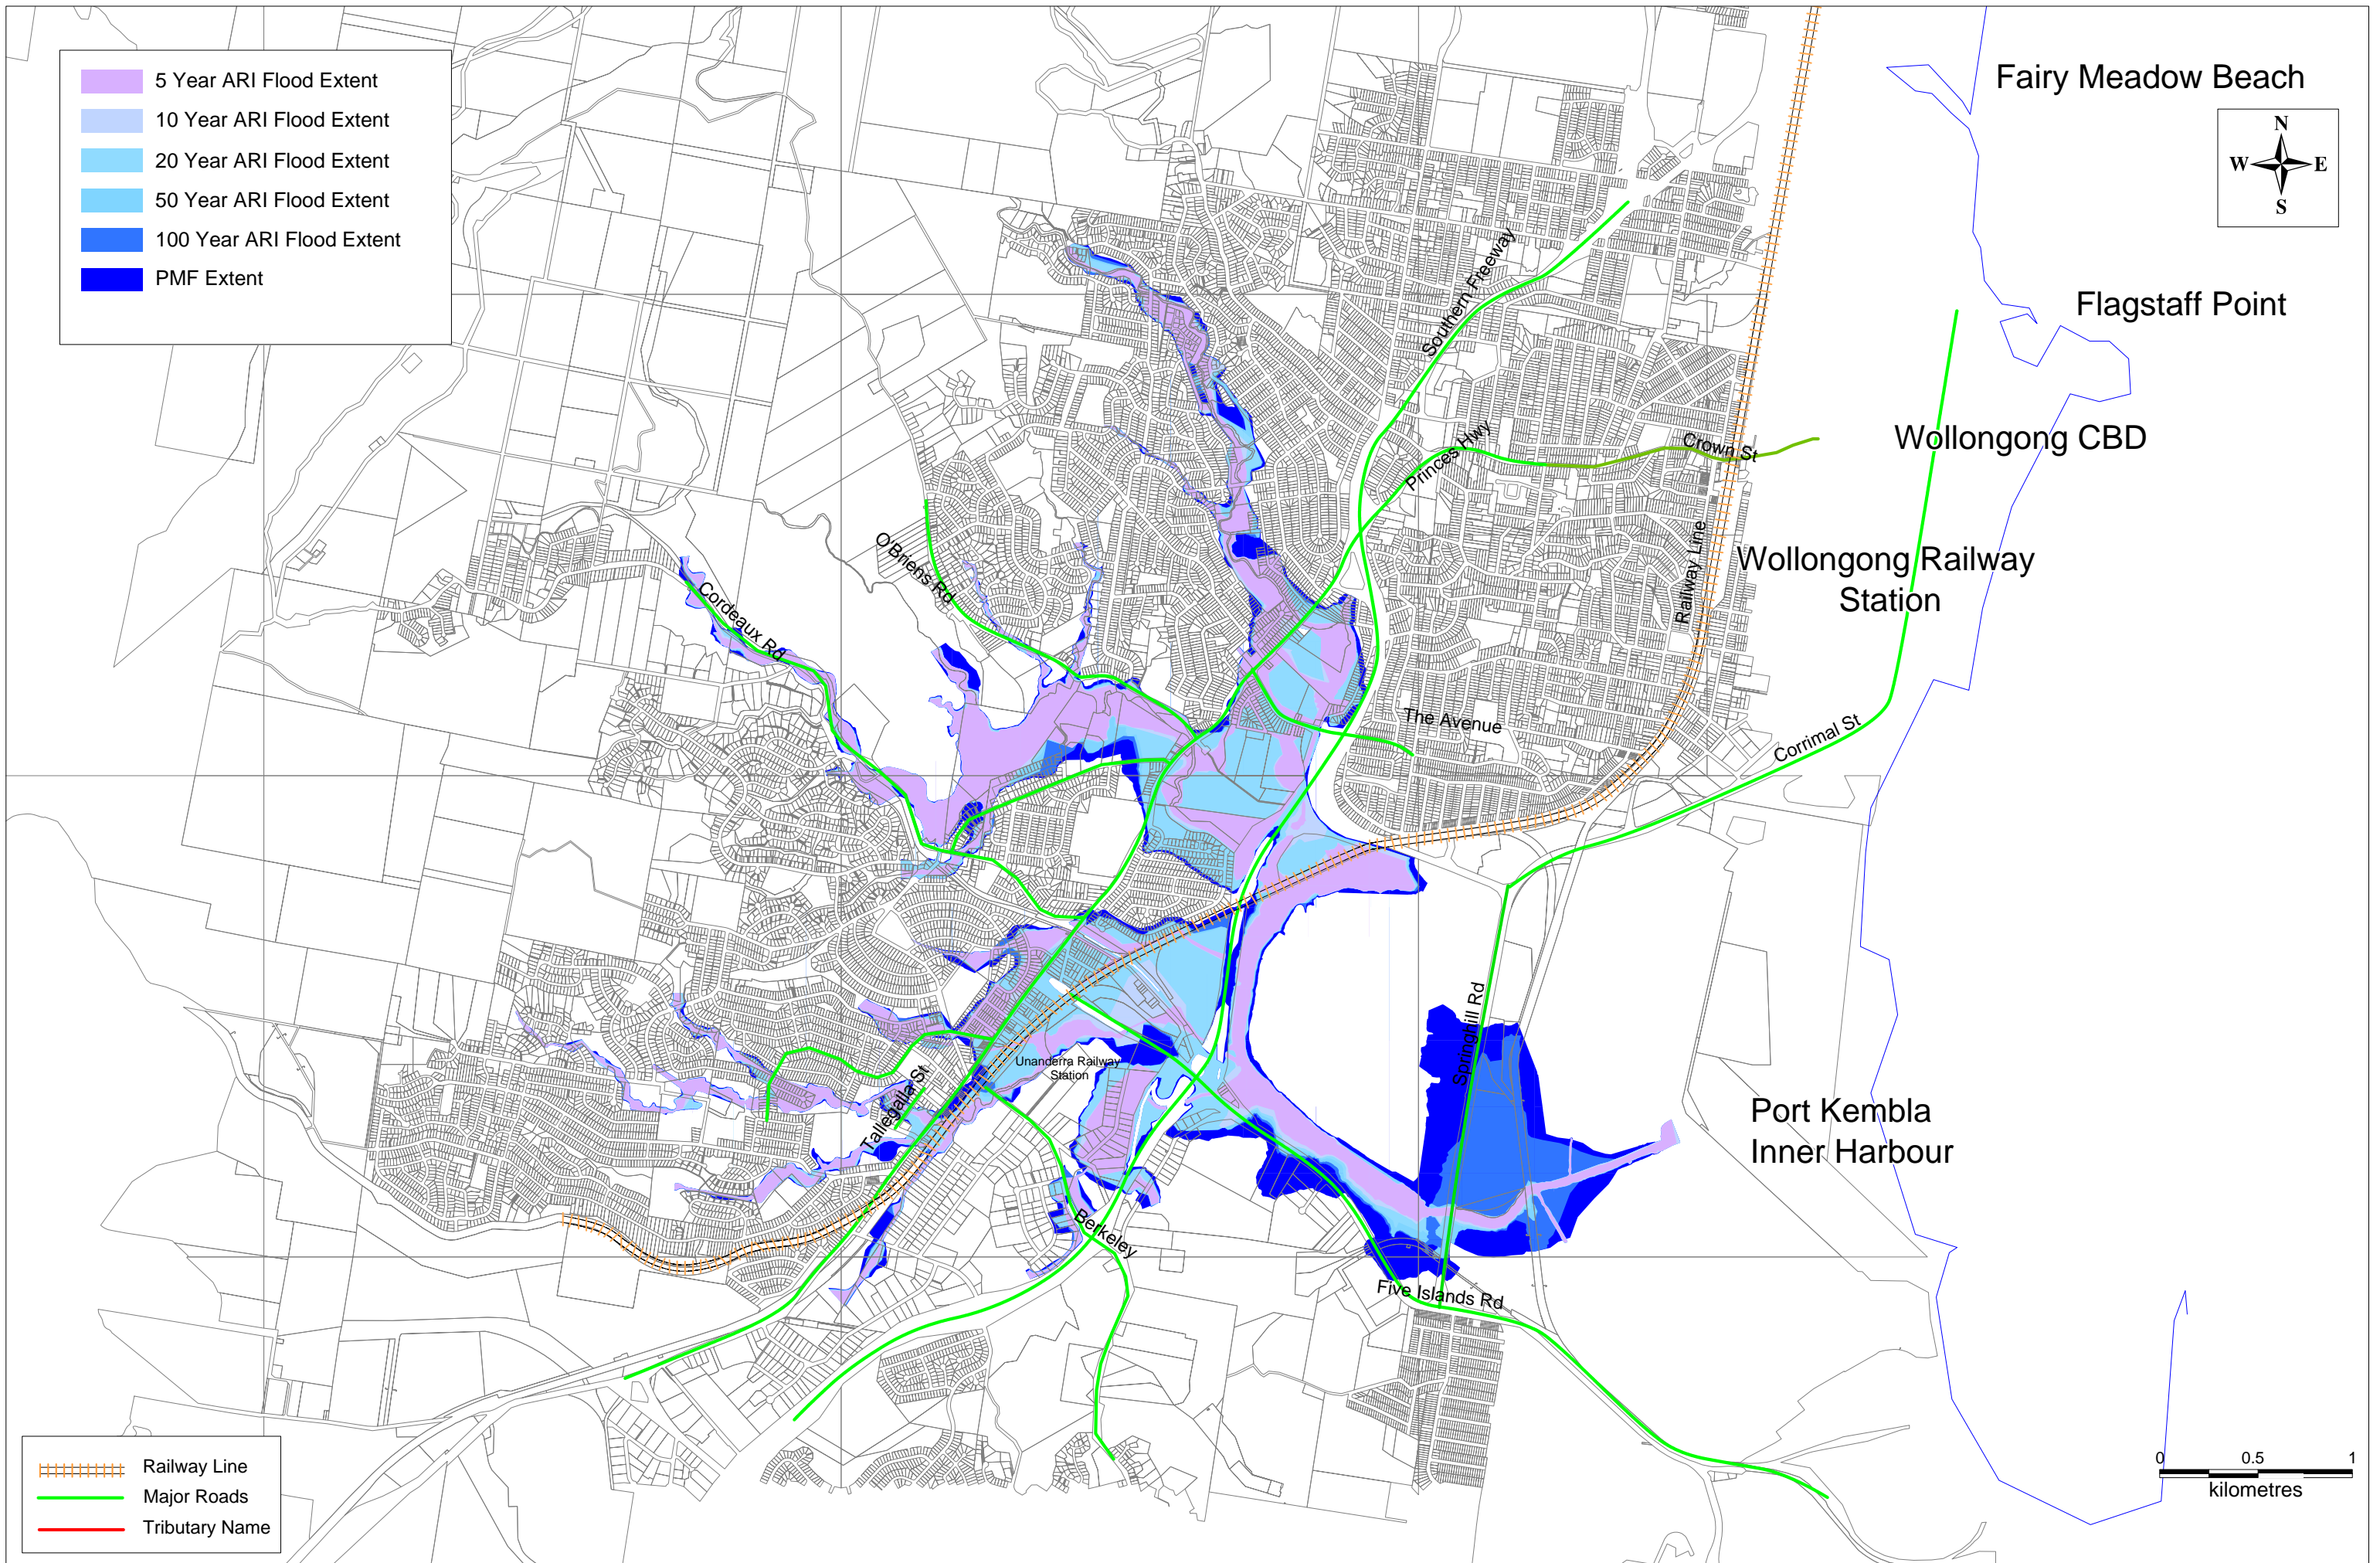 5 Year ARI Flood Extent
10 Year ARI Flood Extent
20 Year ARI Flood Extent
50 Year ARI Flood Extent
100 Year ARI Flood Extent
PMF Extent
Fairy Meadow Beach
N
W E
S
Southern Freeway
Flagstaff Point
Princes Hwy
Crown St
Wollongong CBD
Railway Line
Wollongong Railway
Station
O'Briens Rd
Cordeaux Rd
The Avenue
Corrimal St
Springhill Rd
Unanderra Railway
Station
Tallegalla St
Port Kembla
Inner Harbour
Berkeley
Five Islands Rd
Railway Line
Major Roads
Tributary Name
0 0.5 1
kilometres